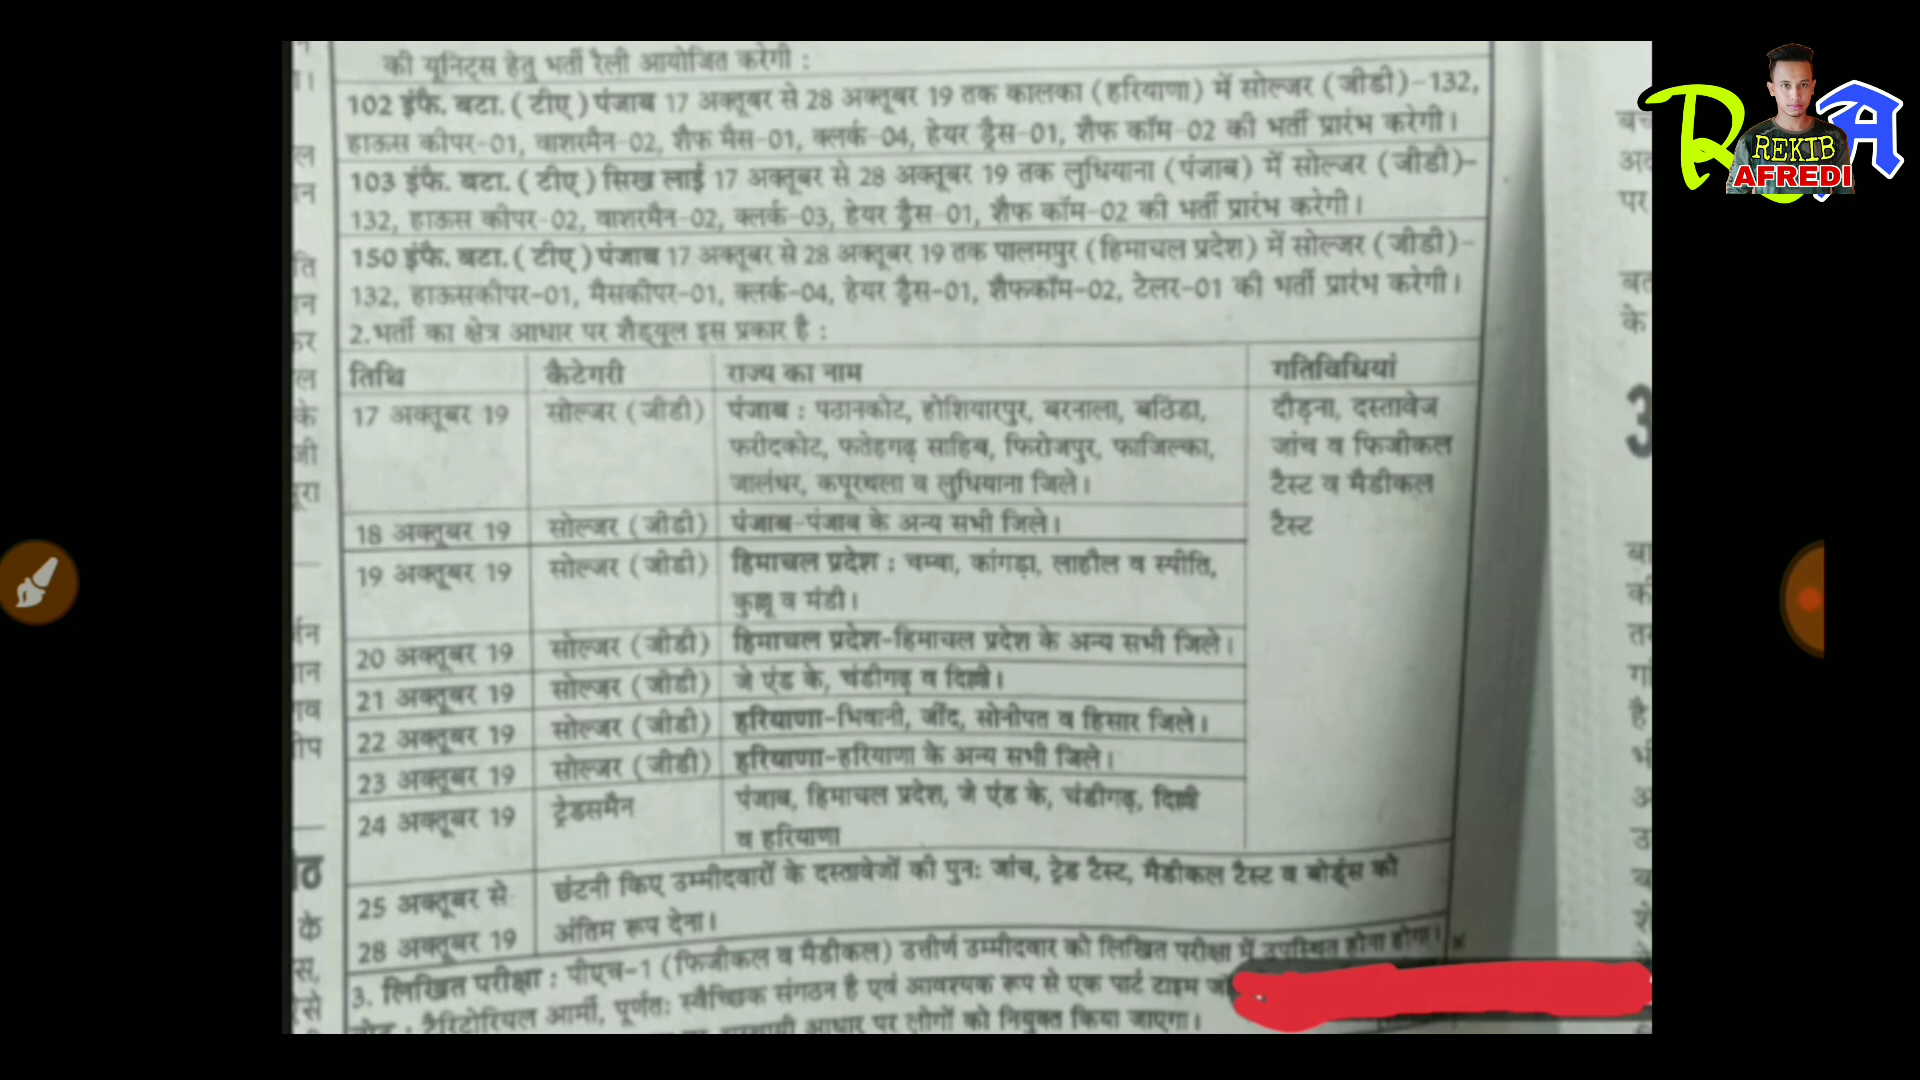 की यूनिट्स हेतु भर्ती रैली आयोजित करेगी :
102 इंफै. बटा. (टीए) पंजाब 17 अक्तूबर से 28 अक्तूबर 19 तक कालका (हरियाणा) में सोल्जर (जीडी)-132,
हाऊस कीपर-01, वाशरमैन-02, शैफ मैस-01, क्लर्क-04, हेयर ड्रैस-01, शैफ कॉम-02 की भर्ती प्रारंभ करेगी।
103 इंफै. बटा. (टीए) सिख लाई 17 अक्तूबर से 28 अक्तूबर 19 तक लुधियाना (पंजाब) में सोल्जर (जीडी)-
132, हाऊस कीपर-02, वाशरमैन-02, क्लर्क-03, हेयर ड्रैस-01, शैफ कॉम-02 की भर्ती प्रारंभ करेगी।
150 इंफै. बटा. (टीए) पंजाब 17 अक्तूबर से 28 अक्तूबर 19 तक पालमपुर (हिमाचल प्रदेश) में सोल्जर (जीडी)-
132, हाऊसकीपर-01, मैसकीपर-01, क्लर्क-04, हेयर ड्रैस-01, शैफकॉम-02, टेलर-01 की भर्ती प्रारंभ करेगी।
2.भर्ती का क्षेत्र आधार पर शैड्यूल इस प्रकार है :
तिथि कैटेगरी राज्य का नाम गतिविधियां
17 अक्तूबर 19 सोल्जर (जीडी) पंजाब : पठानकोट, होशियारपुर, बरनाला, बठिंडा, दौड़ना, दस्तावेज
फरीदकोट, फतेहगढ़ साहिब, फिरोजपुर, फाजिल्का, जांच व फिजीकल
जालंधर, कपूरथला व लुधियाना जिले। टैस्ट व मैडीकल
18 अक्तूबर 19 सोल्जर (जीडी) पंजाब-पंजाब के अन्य सभी जिले। टैस्ट
19 अक्तूबर 19 सोल्जर (जीडी) हिमाचल प्रदेश : चम्बा, कांगड़ा, लाहौल व स्पीति,
कुल्लू व मंडी।
20 अक्तूबर 19 सोल्जर (जीडी) हिमाचल प्रदेश-हिमाचल प्रदेश के अन्य सभी जिले।
21 अक्तूबर 19 सोल्जर (जीडी) जे एंड के, चंडीगढ़ व दिल्ली।
22 अक्तूबर 19 सोल्जर (जीडी) हरियाणा-भिवानी, जींद, सोनीपत व हिसार जिले।
23 अक्तूबर 19 सोल्जर (जीडी) हरियाणा-हरियाणा के अन्य सभी जिले।
24 अक्तूबर 19 ट्रेडसमैन पंजाब, हिमाचल प्रदेश, जे एंड के, चंडीगढ़, दिल्ली
व हरियाणा
25 अक्तूबर से छंटनी किए उम्मीदवारों के दस्तावेजों की पुन: जांच, ट्रेड टैस्ट, मैडीकल टैस्ट व बोर्ड्स को
28 अक्तूबर 19 अंतिम रूप देना।
3. लिखित परीक्षा : पीएच-1 (फिजीकल व मैडीकल) उत्तीर्ण उम्मीदवार को लिखित परीक्षा में उपस्थित होना होगा।
टैरिटोरियल आर्मी, पूर्णत: स्वैच्छिक संगठन है एवं आवश्यक रूप से एक पार्ट टाइम
आधार पर लोगों को नियुक्त किया जाएगा।
R A
REKIB
AFREDI